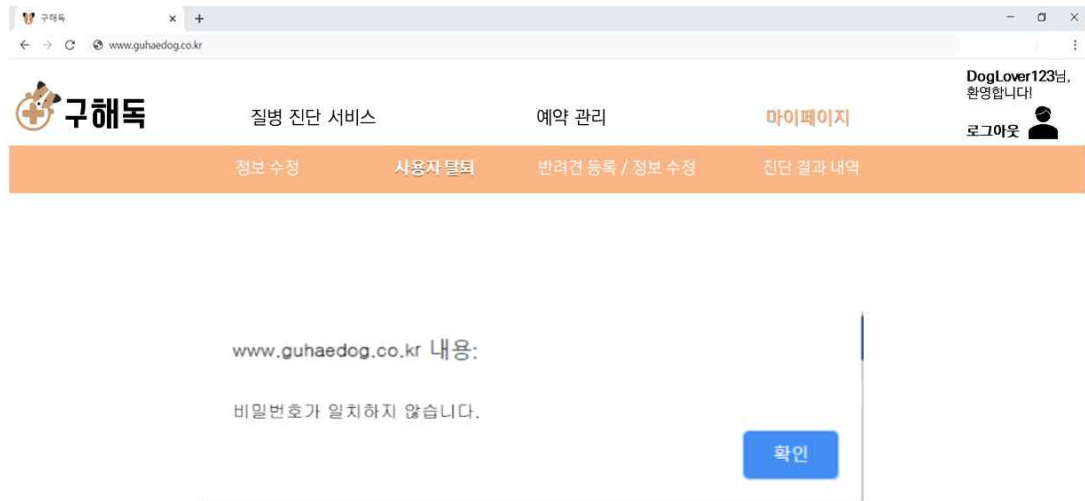 구해독
www.guhaedog.co.kr
구해독
질병 진단 서비스
예약 관리
마이페이지
DogLover123님,
환영합니다!
로그아웃
정보 수정
사용자 탈퇴
반려견 등록 / 정보 수정
진단 결과 내역
www.guhaedog.co.kr 내용:
비밀번호가 일치하지 않습니다.
확인